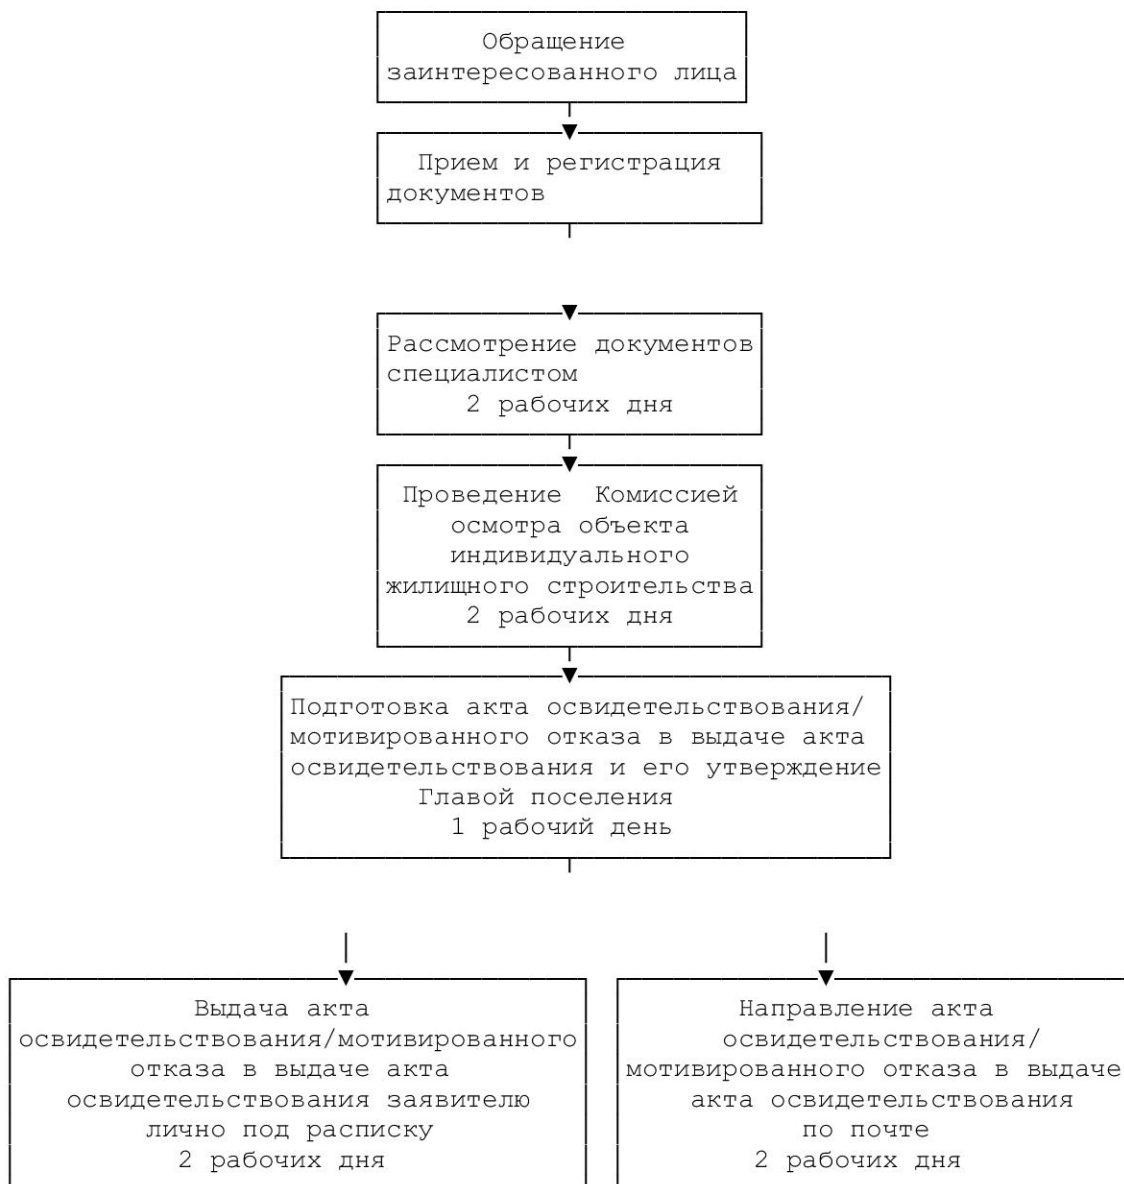 Обращение
заинтересованного лица
Прием и регистрация
документов
Рассмотрение документов
специалистом
2 рабочих дня
Проведение Комиссией
осмотра объекта
индивидуального
жилищного строительства
2 рабочих дня
Подготовка акта освидетельствования/
мотивированного отказа в выдаче акта
освидетельствования и его утверждение
Главой поселения
1 рабочий день
Выдача акта
освидетельствования/мотивированного
отказа в выдаче акта
освидетельствования заявителю
лично под расписку
2 рабочих дня
Направление акта
освидетельствования/
мотивированного отказа в выдаче
акта освидетельствования
по почте
2 рабочих дня